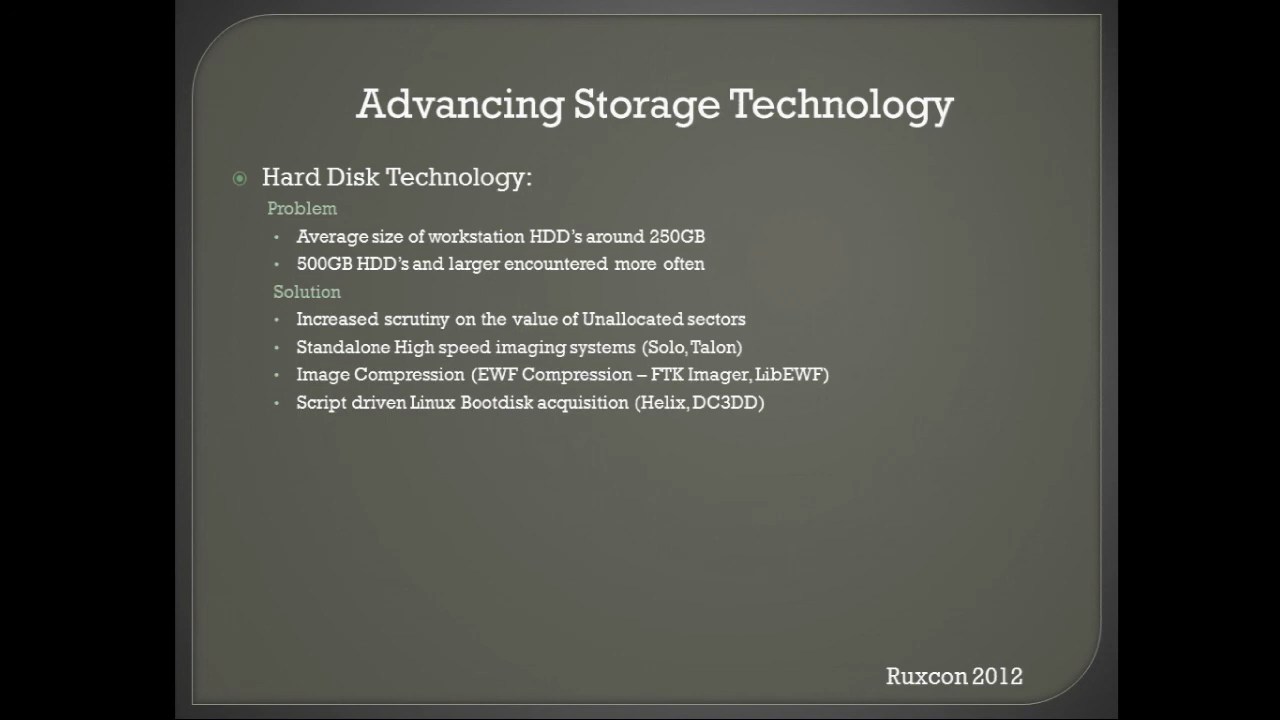 Advancing Storage Technology
Hard Disk Technology:
Problem
• Average size of workstation HDD's around 250GB
• 500GB HDD's and larger encountered more often
Solution
• Increased scrutiny on the value of Unallocated sectors
• Standalone High speed imaging systems (Solo, Talon)
• Image Compression (EWF Compression – FTK Imager, LibEWF)
• Script driven Linux Bootdisk acquisition (Helix, DC3DD)
Ruxcon 2012